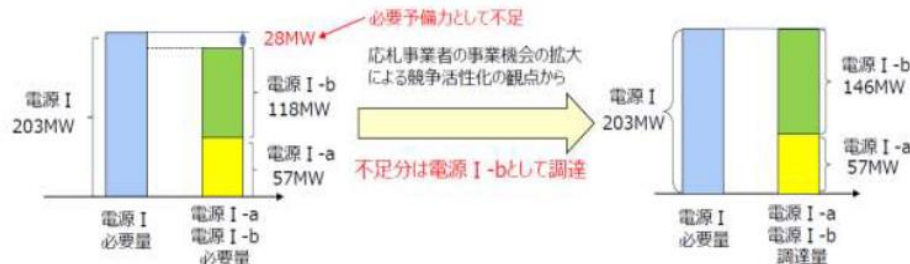 必要予備力として不足
28MW
電源Ⅰ
203MW
電源Ⅰ-b
118MW
電源Ⅰ-a
57MW
電源Ⅰ
必要量
電源Ⅰ-a
電源Ⅰ-b
必要量
応札事業者の事業機会の拡大
による競争活性化の観点から
不足分は電源Ⅰ-bとして調達
電源Ⅰ
203MW
電源Ⅰ-b
146MW
電源Ⅰ-a
57MW
電源Ⅰ
必要量
電源Ⅰ-a
電源Ⅰ-b
調達量